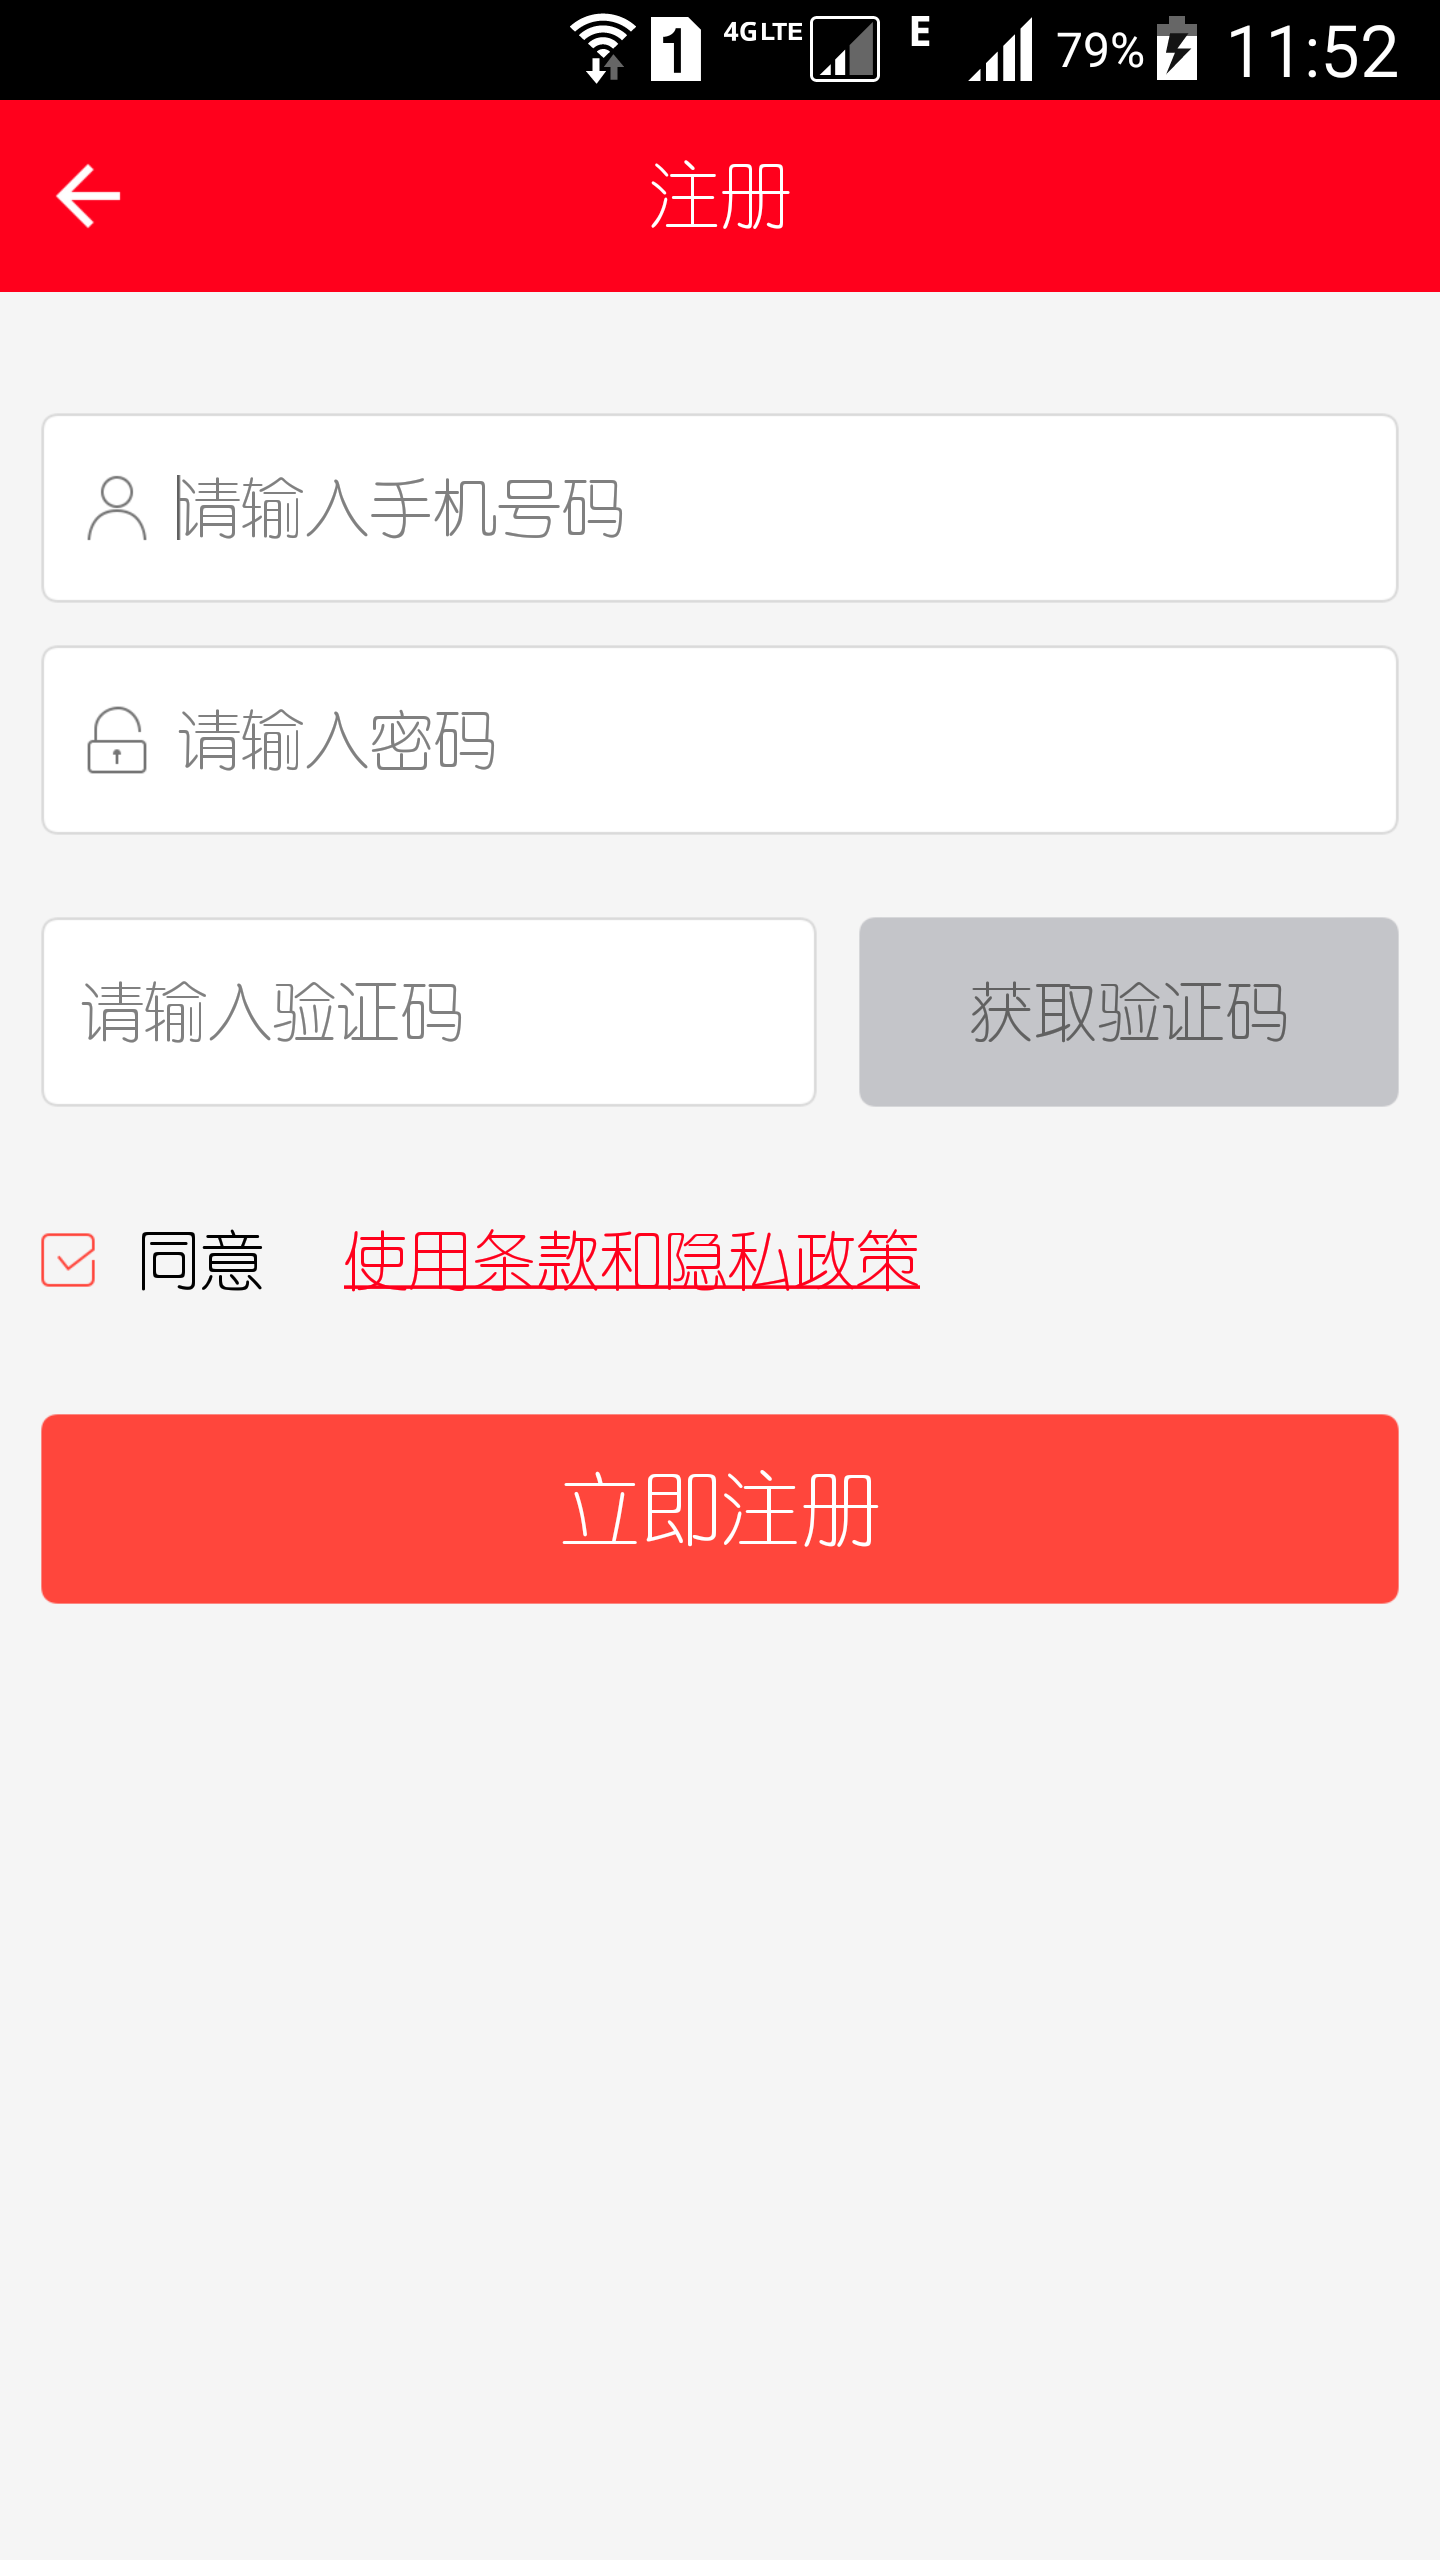 1 4G LTE E 79% 11:52
注册
请输入手机号码
请输入密码
请输入验证码 获取验证码
同意 使用条款和隐私政策
立即注册